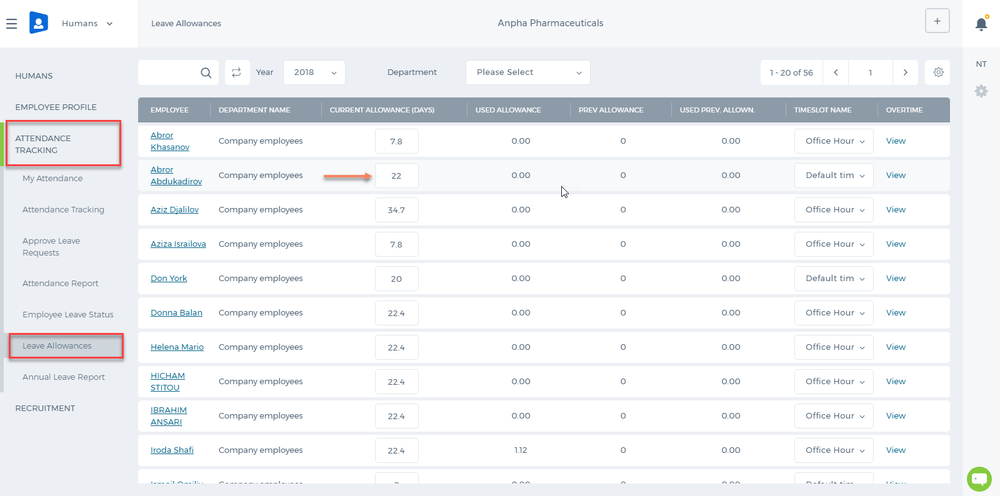 Humans
Leave Allowances
Anpha Pharmaceuticals
+
NT
HUMANS
EMPLOYEE PROFILE
ATTENDANCE
TRACKING
My Attendance
Attendance Tracking
Approve Leave
Requests
Attendance Report
Employee Leave Status
Leave Allowances
Annual Leave Report
RECRUITMENT
Year 2018 Department Please Select 1 - 20 of 56 1
EMPLOYEE DEPARTMENT NAME CURRENT ALLOWANCE (DAYS) USED ALLOWANCE PREV ALLOWANCE USED PREV. ALLOWN. TIMESLOT NAME OVERTIME
Abror
Khasanov Company employees 7.8 0.00 0 0.00 Office Hour View
Abror
Abdukadirov Company employees 22 0.00 0 0.00 Default tim View
Aziz Djalilov Company employees 34.7 0.00 0 0.00 Office Hour View
Aziza Israilova Company employees 7.8 0.00 0 0.00 Office Hour View
Don York Company employees 20 0.00 0 0.00 Default tim View
Donna Balan Company employees 22.4 0.00 0 0.00 Office Hour View
Helena Mario Company employees 22.4 0.00 0 0.00 Office Hour View
HICHAM
STITOU Company employees 22.4 0.00 0 0.00 Office Hour View
IBRAHIM
ANSARI Company employees 22.4 0.00 0 0.00 Office Hour View
Iroda Shafi Company employees 22.4 1.12 0 0.00 Office Hour View